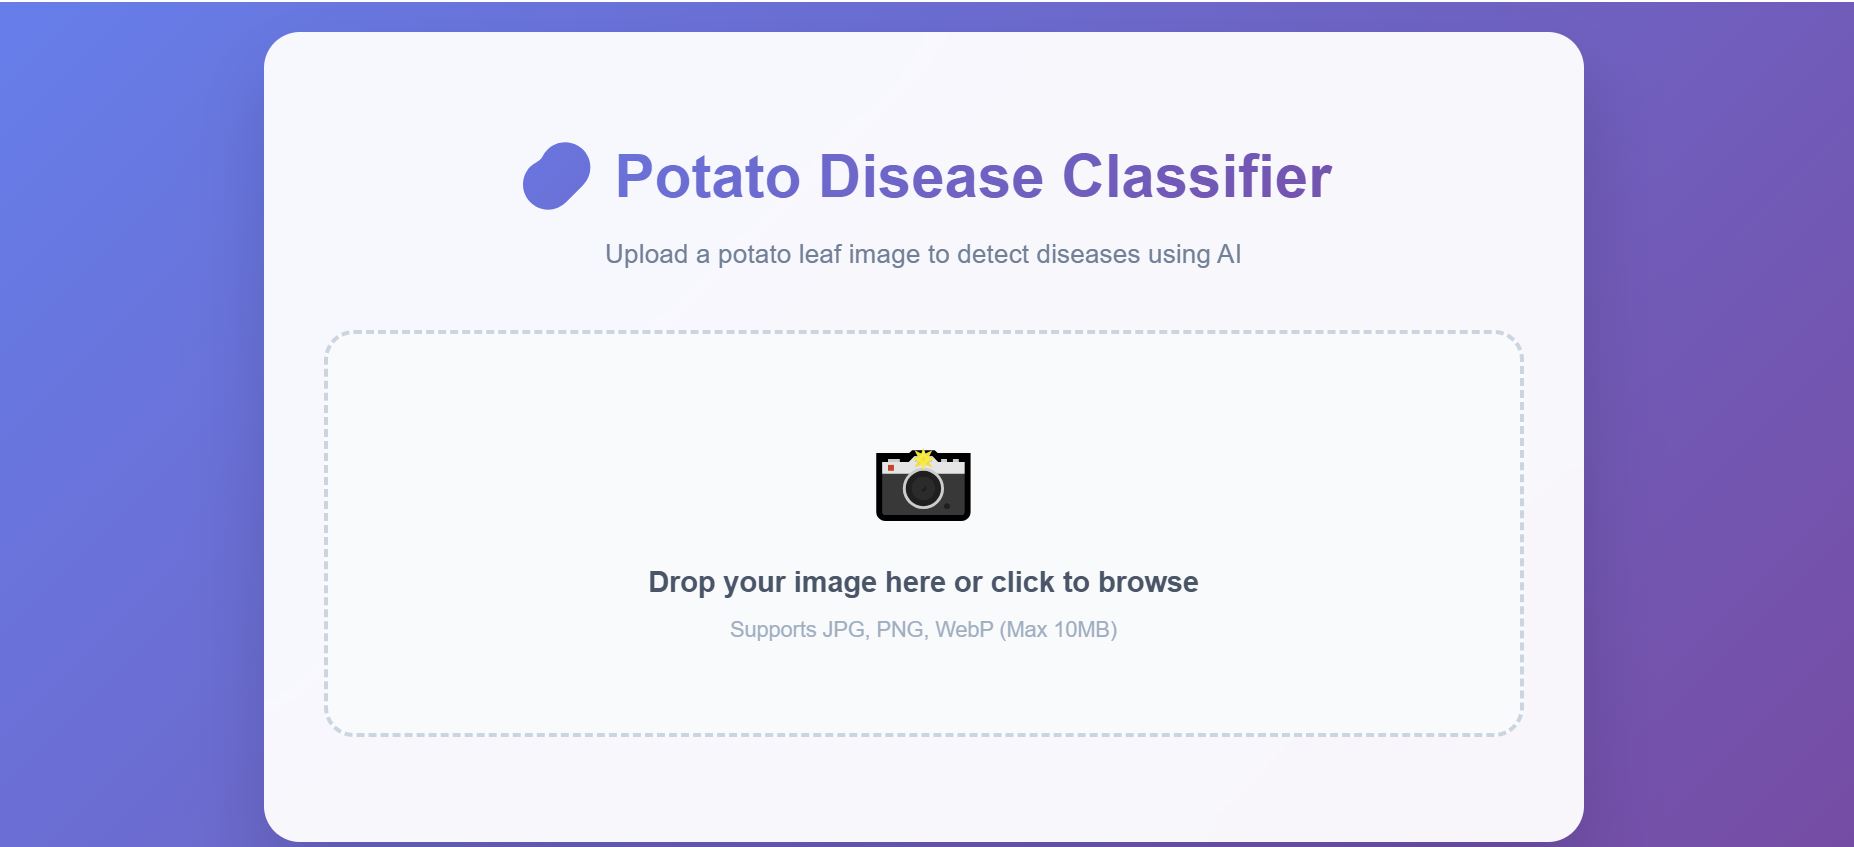 Potato Disease Classifier
Upload a potato leaf image to detect diseases using AI
Drop your image here or click to browse
Supports JPG, PNG, WebP (Max 10MB)